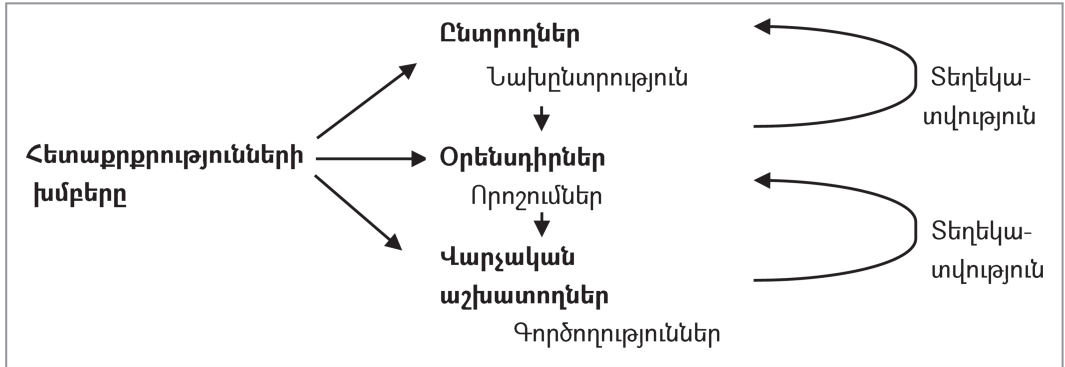 Ընտրողներ
Նախընտրություն
Տեղեկա-
տվություն
Հետաքրքրությունների
խմբերը
Օրենսդիրներ
Որոշումներ
Վարչական
աշխատողներ
Տեղեկա-
տվություն
Գործողություններ